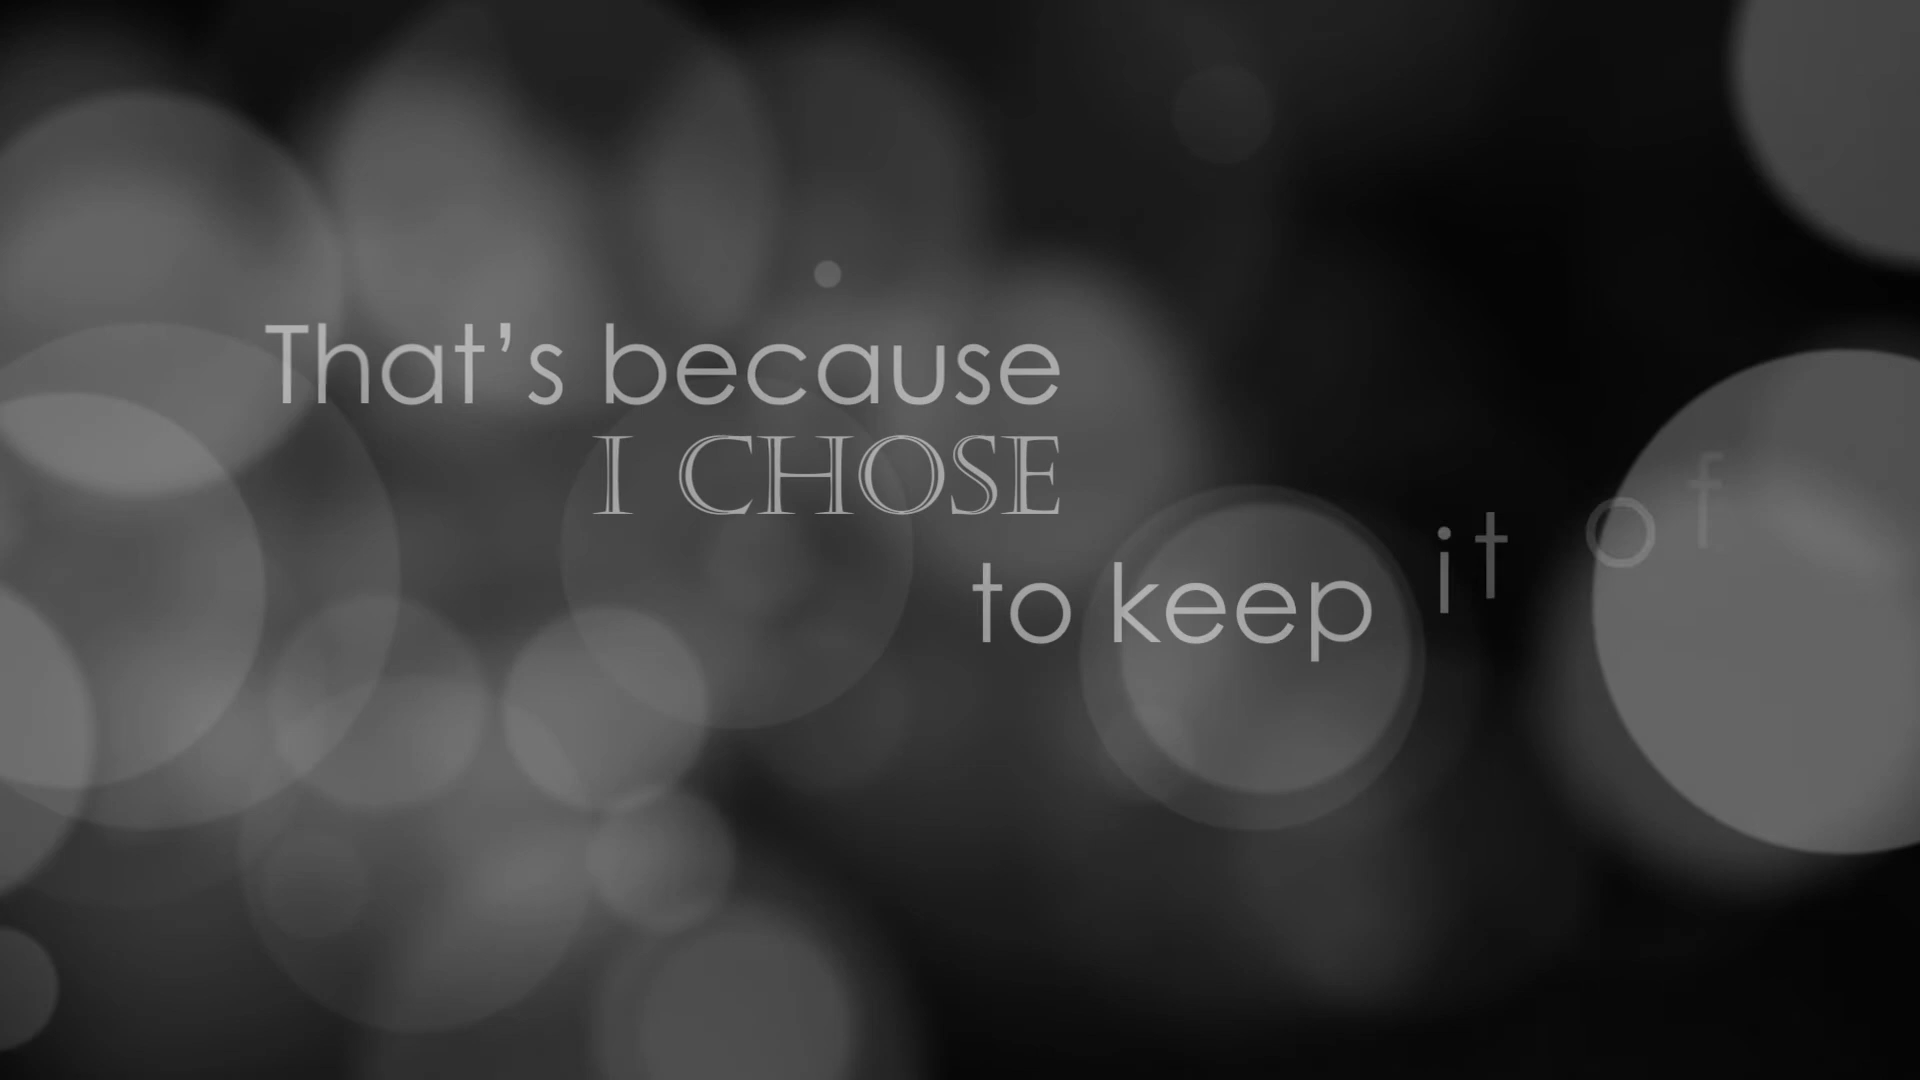 That’s because
I CHOSE
to keep it of